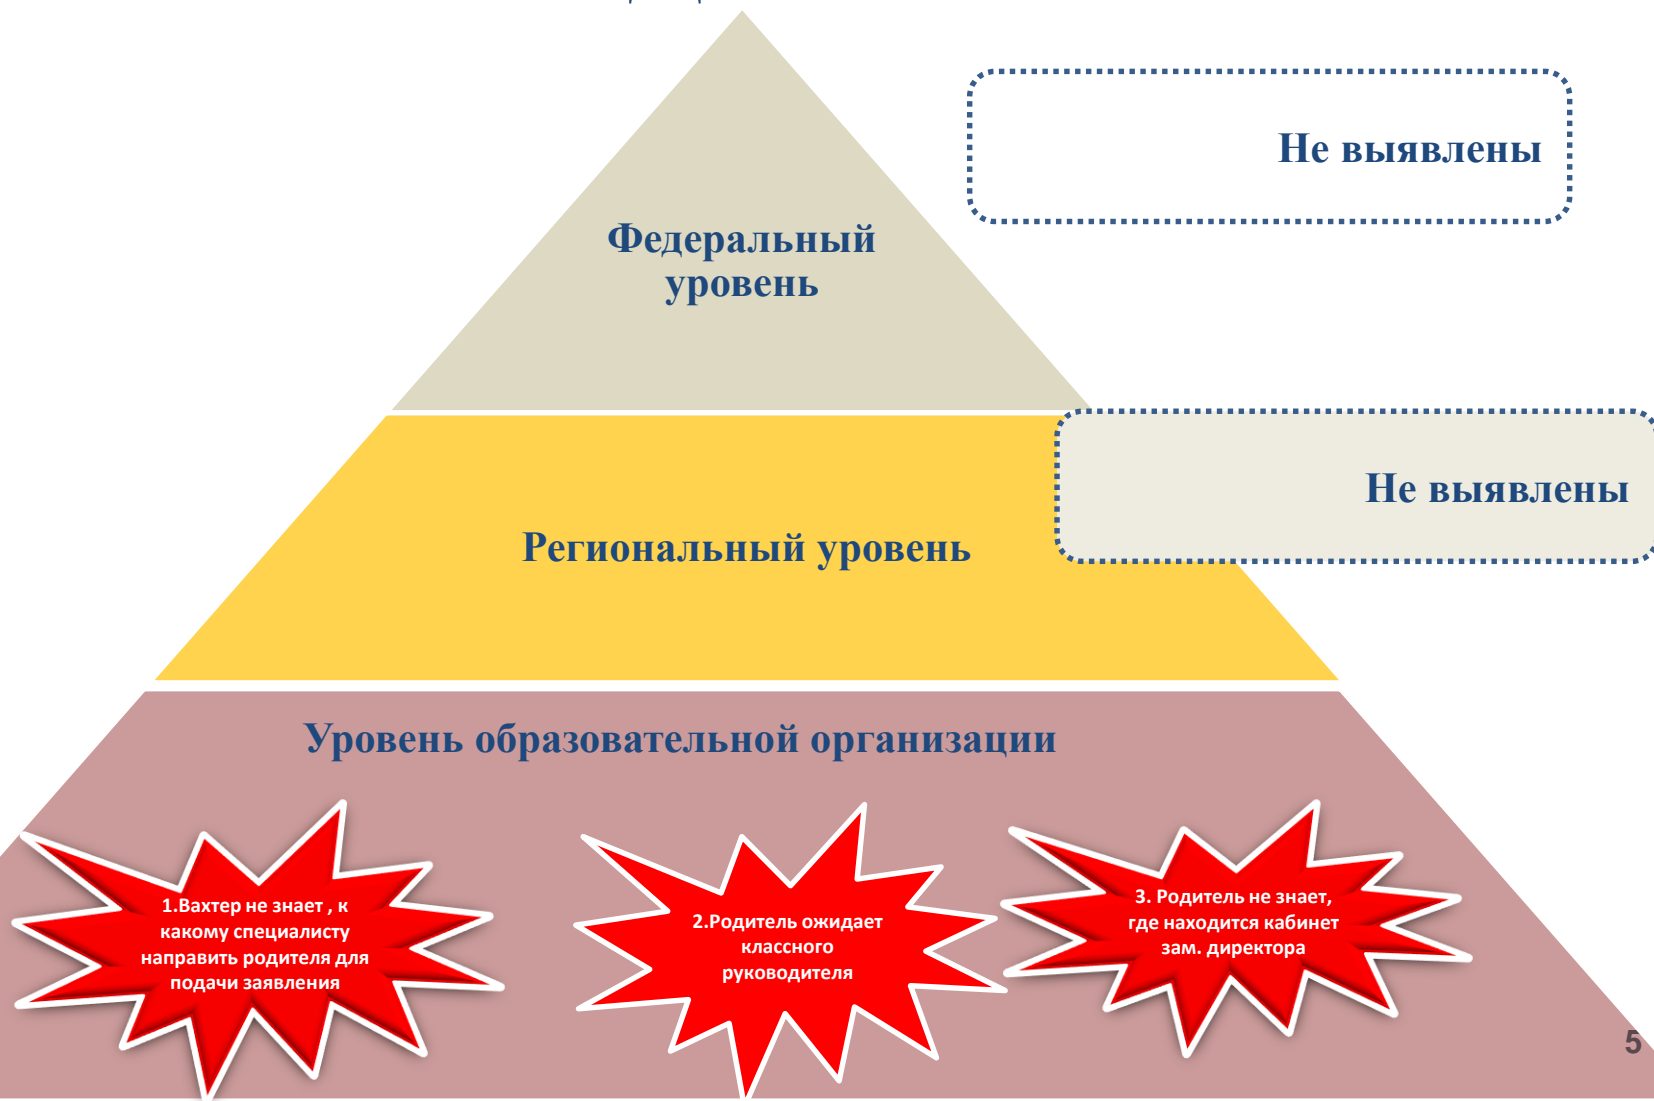 Не выявлены
Федеральный
уровень
Не выявлены
Региональный уровень
Уровень образовательной организации
1.Вахтер не знает , к
какому специалисту
направить родителя для
подачи заявления
2.Родитель ожидает
классного
руководителя
3. Родитель не знает,
где находится кабинет
зам. директора
5